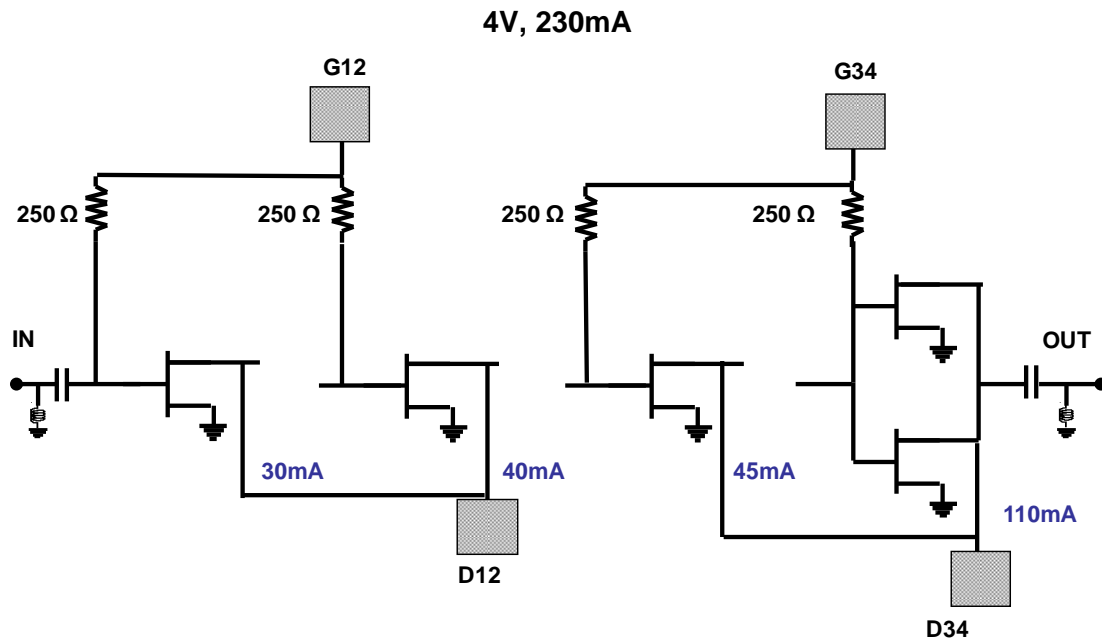 4V, 230mA
G12
G34
250 Ω
250 Ω
250 Ω
250 Ω
IN
OUT
30mA
40mA
45mA
110mA
D12
D34